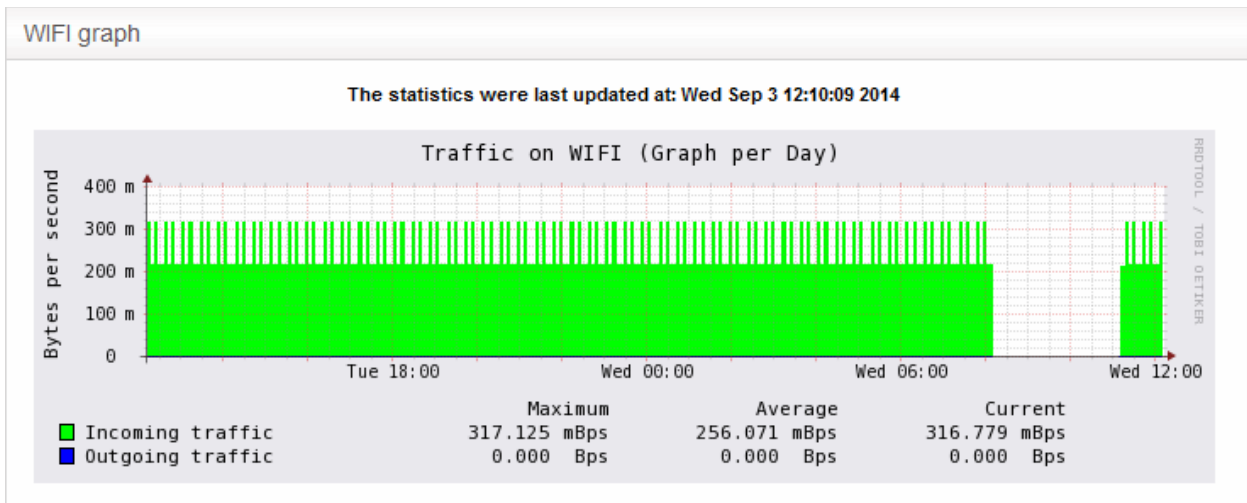 WIFI graph
The statistics were last updated at: Wed Sep 3 12:10:09 2014
Traffic on WIFI (Graph per Day)
RRDTOOL / TOBI OETIKER
Bytes per second
400 m
300 m
200 m
100 m
0
Tue 18:00 Wed 00:00 Wed 06:00 Wed 12:00
Maximum Average Current
Incoming traffic 317.125 mBps 256.071 mBps 316.779 mBps
Outgoing traffic 0.000 Bps 0.000 Bps 0.000 Bps